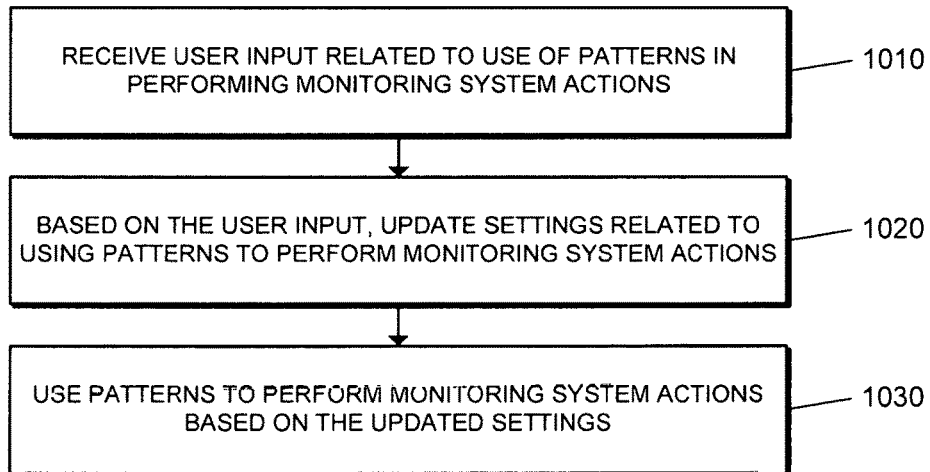 RECEIVE USER INPUT RELATED TO USE OF PATTERNS IN
PERFORMING MONITORING SYSTEM ACTIONS
1010
BASED ON THE USER INPUT, UPDATE SETTINGS RELATED TO
USING PATTERNS TO PERFORM MONITORING SYSTEM ACTIONS
1020
USE PATTERNS TO PERFORM MONITORING SYSTEM ACTIONS
BASED ON THE UPDATED SETTINGS
1030